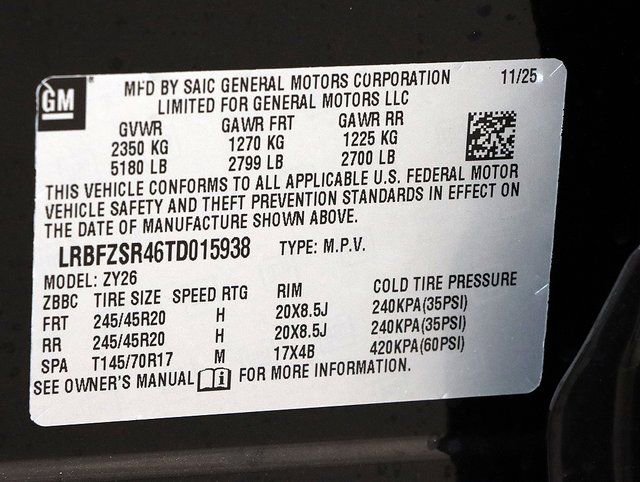 GM
MFD BY SAIC GENERAL MOTORS CORPORATION 11/25
LIMITED FOR GENERAL MOTORS LLC
GVWR GAWR FRT GAWR RR
2350 KG 1270 KG 1225 KG
5180 LB 2799 LB 2700 LB
THIS VEHICLE CONFORMS TO ALL APPLICABLE U.S. FEDERAL MOTOR
VEHICLE SAFETY AND THEFT PREVENTION STANDARDS IN EFFECT ON
THE DATE OF MANUFACTURE SHOWN ABOVE.
LRBFZSR46TD015938 TYPE: M.P.V.
MODEL: ZY26
ZBBC TIRE SIZE SPEED RTG RIM COLD TIRE PRESSURE
FRT 245/45R20 H 20X8.5J 240KPA(35PSI)
RR 245/45R20 H 20X8.5J 240KPA(35PSI)
SPA T145/70R17 M 17X4B 420KPA(60PSI)
SEE OWNER'S MANUAL i FOR MORE INFORMATION.